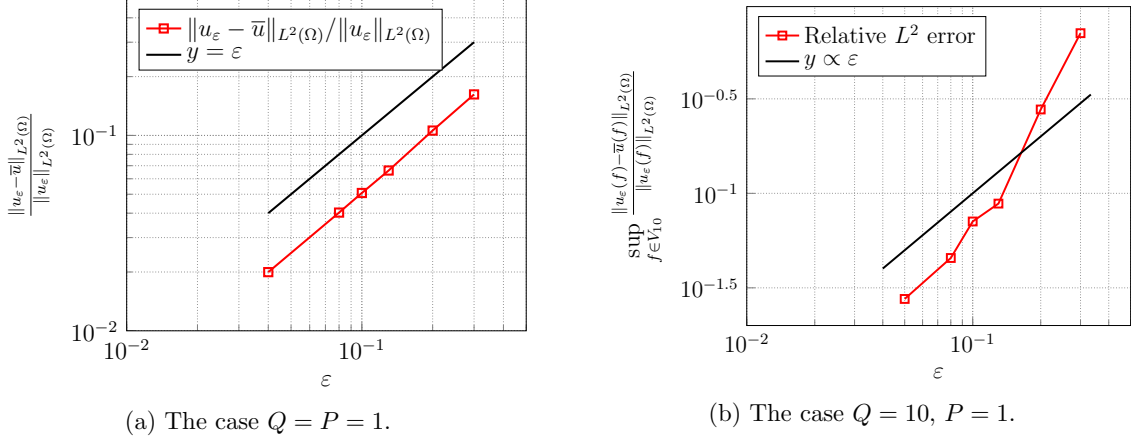 ‖u_ε − ū‖_{L²(Ω)}/‖u_ε‖_{L²(Ω)}
y = ε
10⁻¹
10⁻²
10⁻²
10⁻¹
‖u_ε−ū‖_{L²(Ω)} / ‖u_ε‖_{L²(Ω)}
ε
(a) The case Q = P = 1.
Relative L² error
y ∝ ε
10^{−0.5}
10⁻¹
10^{−1.5}
10⁻²
10⁻¹
sup_{f∈V₁₀} ‖u_ε(f)−ū(f)‖_{L²(Ω)} / ‖u_ε(f)‖_{L²(Ω)}
ε
(b) The case Q = 10, P = 1.